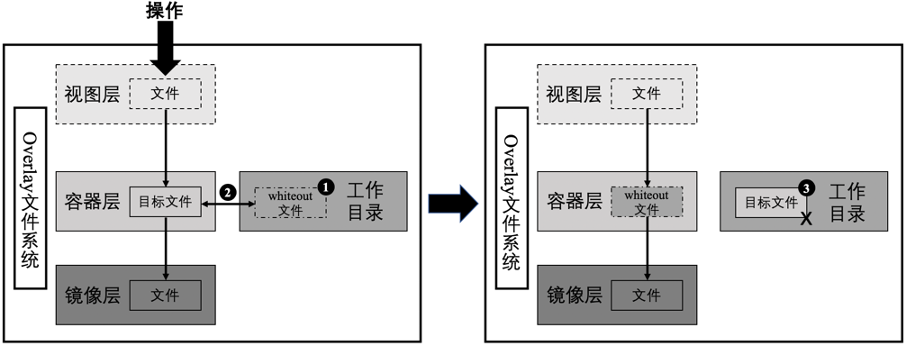 操作
视图层
文件
Overlay文件系统
容器层
目标文件
2
whiteout
文件
1
工作
目录
镜像层
文件
视图层
文件
Overlay文件系统
容器层
whiteout
文件
目标文件
3
X
工作
目录
镜像层
文件